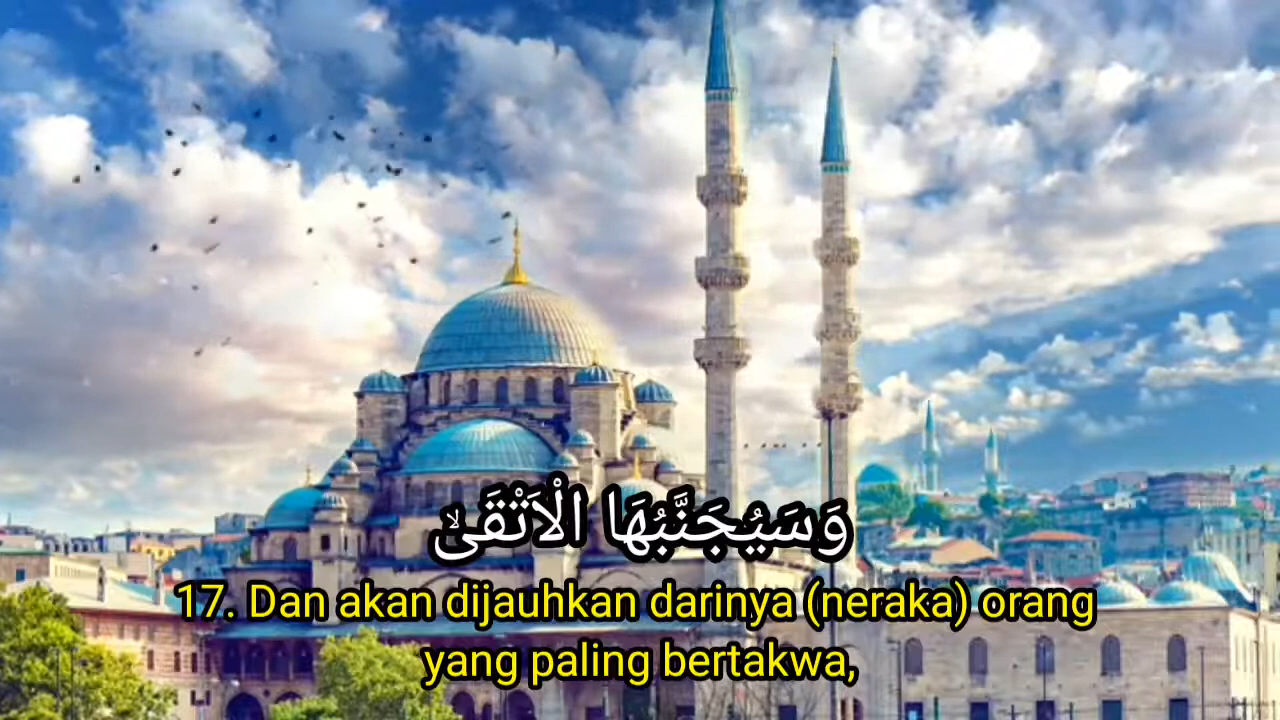 وَسَيُجَنَّبُهَا الْاَتْقَىۙ
17. Dan akan dijauhkan darinya (neraka) orang
yang paling bertakwa,